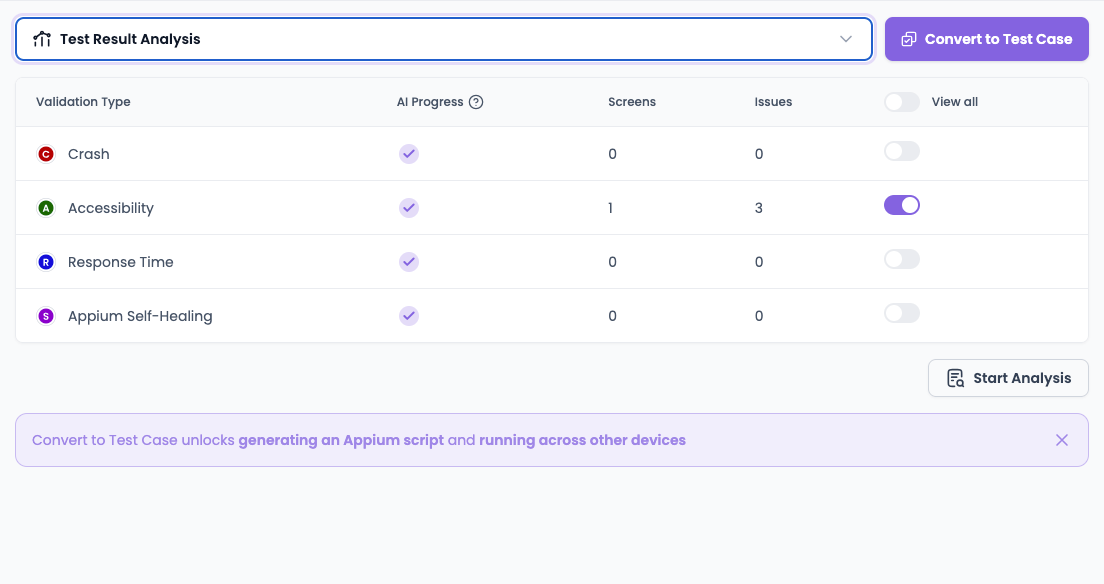 Test Result Analysis
Convert to Test Case
Validation Type AI Progress Screens Issues View all
C Crash 0 0
A Accessibility 1 3
R Response Time 0 0
S Appium Self-Healing 0 0
Start Analysis
Convert to Test Case unlocks generating an Appium script and running across other devices